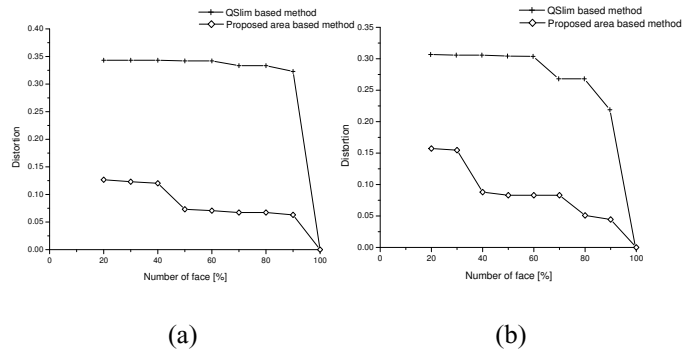 QSlim based method
Proposed area based method
0.40
0.35
0.30
0.25
0.20
0.15
0.10
0.05
0.00
Distortion
20 40 60 80 100
Number of face [%]
(a)
QSlim based method
Proposed area based method
0.35
0.30
0.25
0.20
0.15
0.10
0.05
0.00
Distortion
20 40 60 80 100
Number of face [%]
(b)